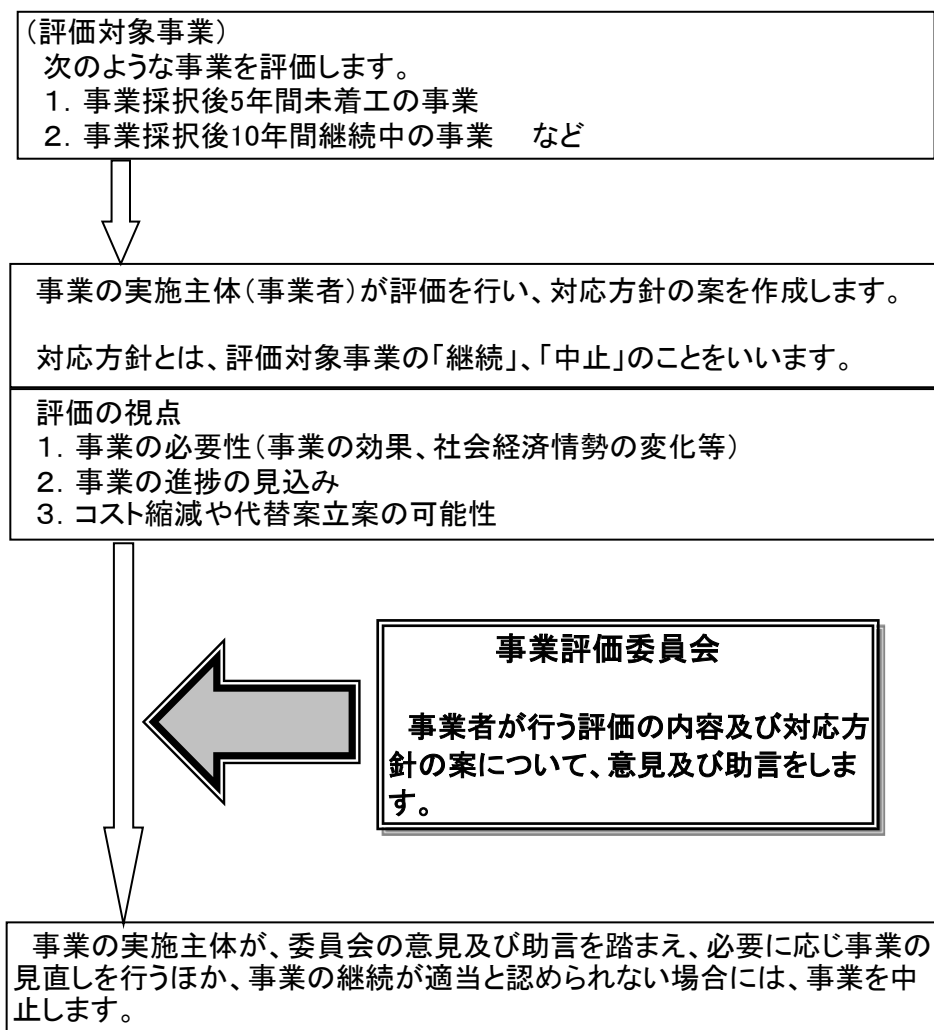 （評価対象事業）
次のような事業を評価します。
１．事業採択後5年間未着工の事業
２．事業採択後10年間継続中の事業　など
事業の実施主体（事業者）が評価を行い、対応方針の案を作成します。
対応方針とは、評価対象事業の「継続」、「中止」のことをいいます。
評価の視点
１．事業の必要性（事業の効果、社会経済情勢の変化等）
２．事業の進捗の見込み
３．コスト縮減や代替案立案の可能性
事業評価委員会
事業者が行う評価の内容及び対応方
針の案について、意見及び助言をしま
す。
事業の実施主体が、委員会の意見及び助言を踏まえ、必要に応じ事業の
見直しを行うほか、事業の継続が適当と認められない場合には、事業を中
止します。